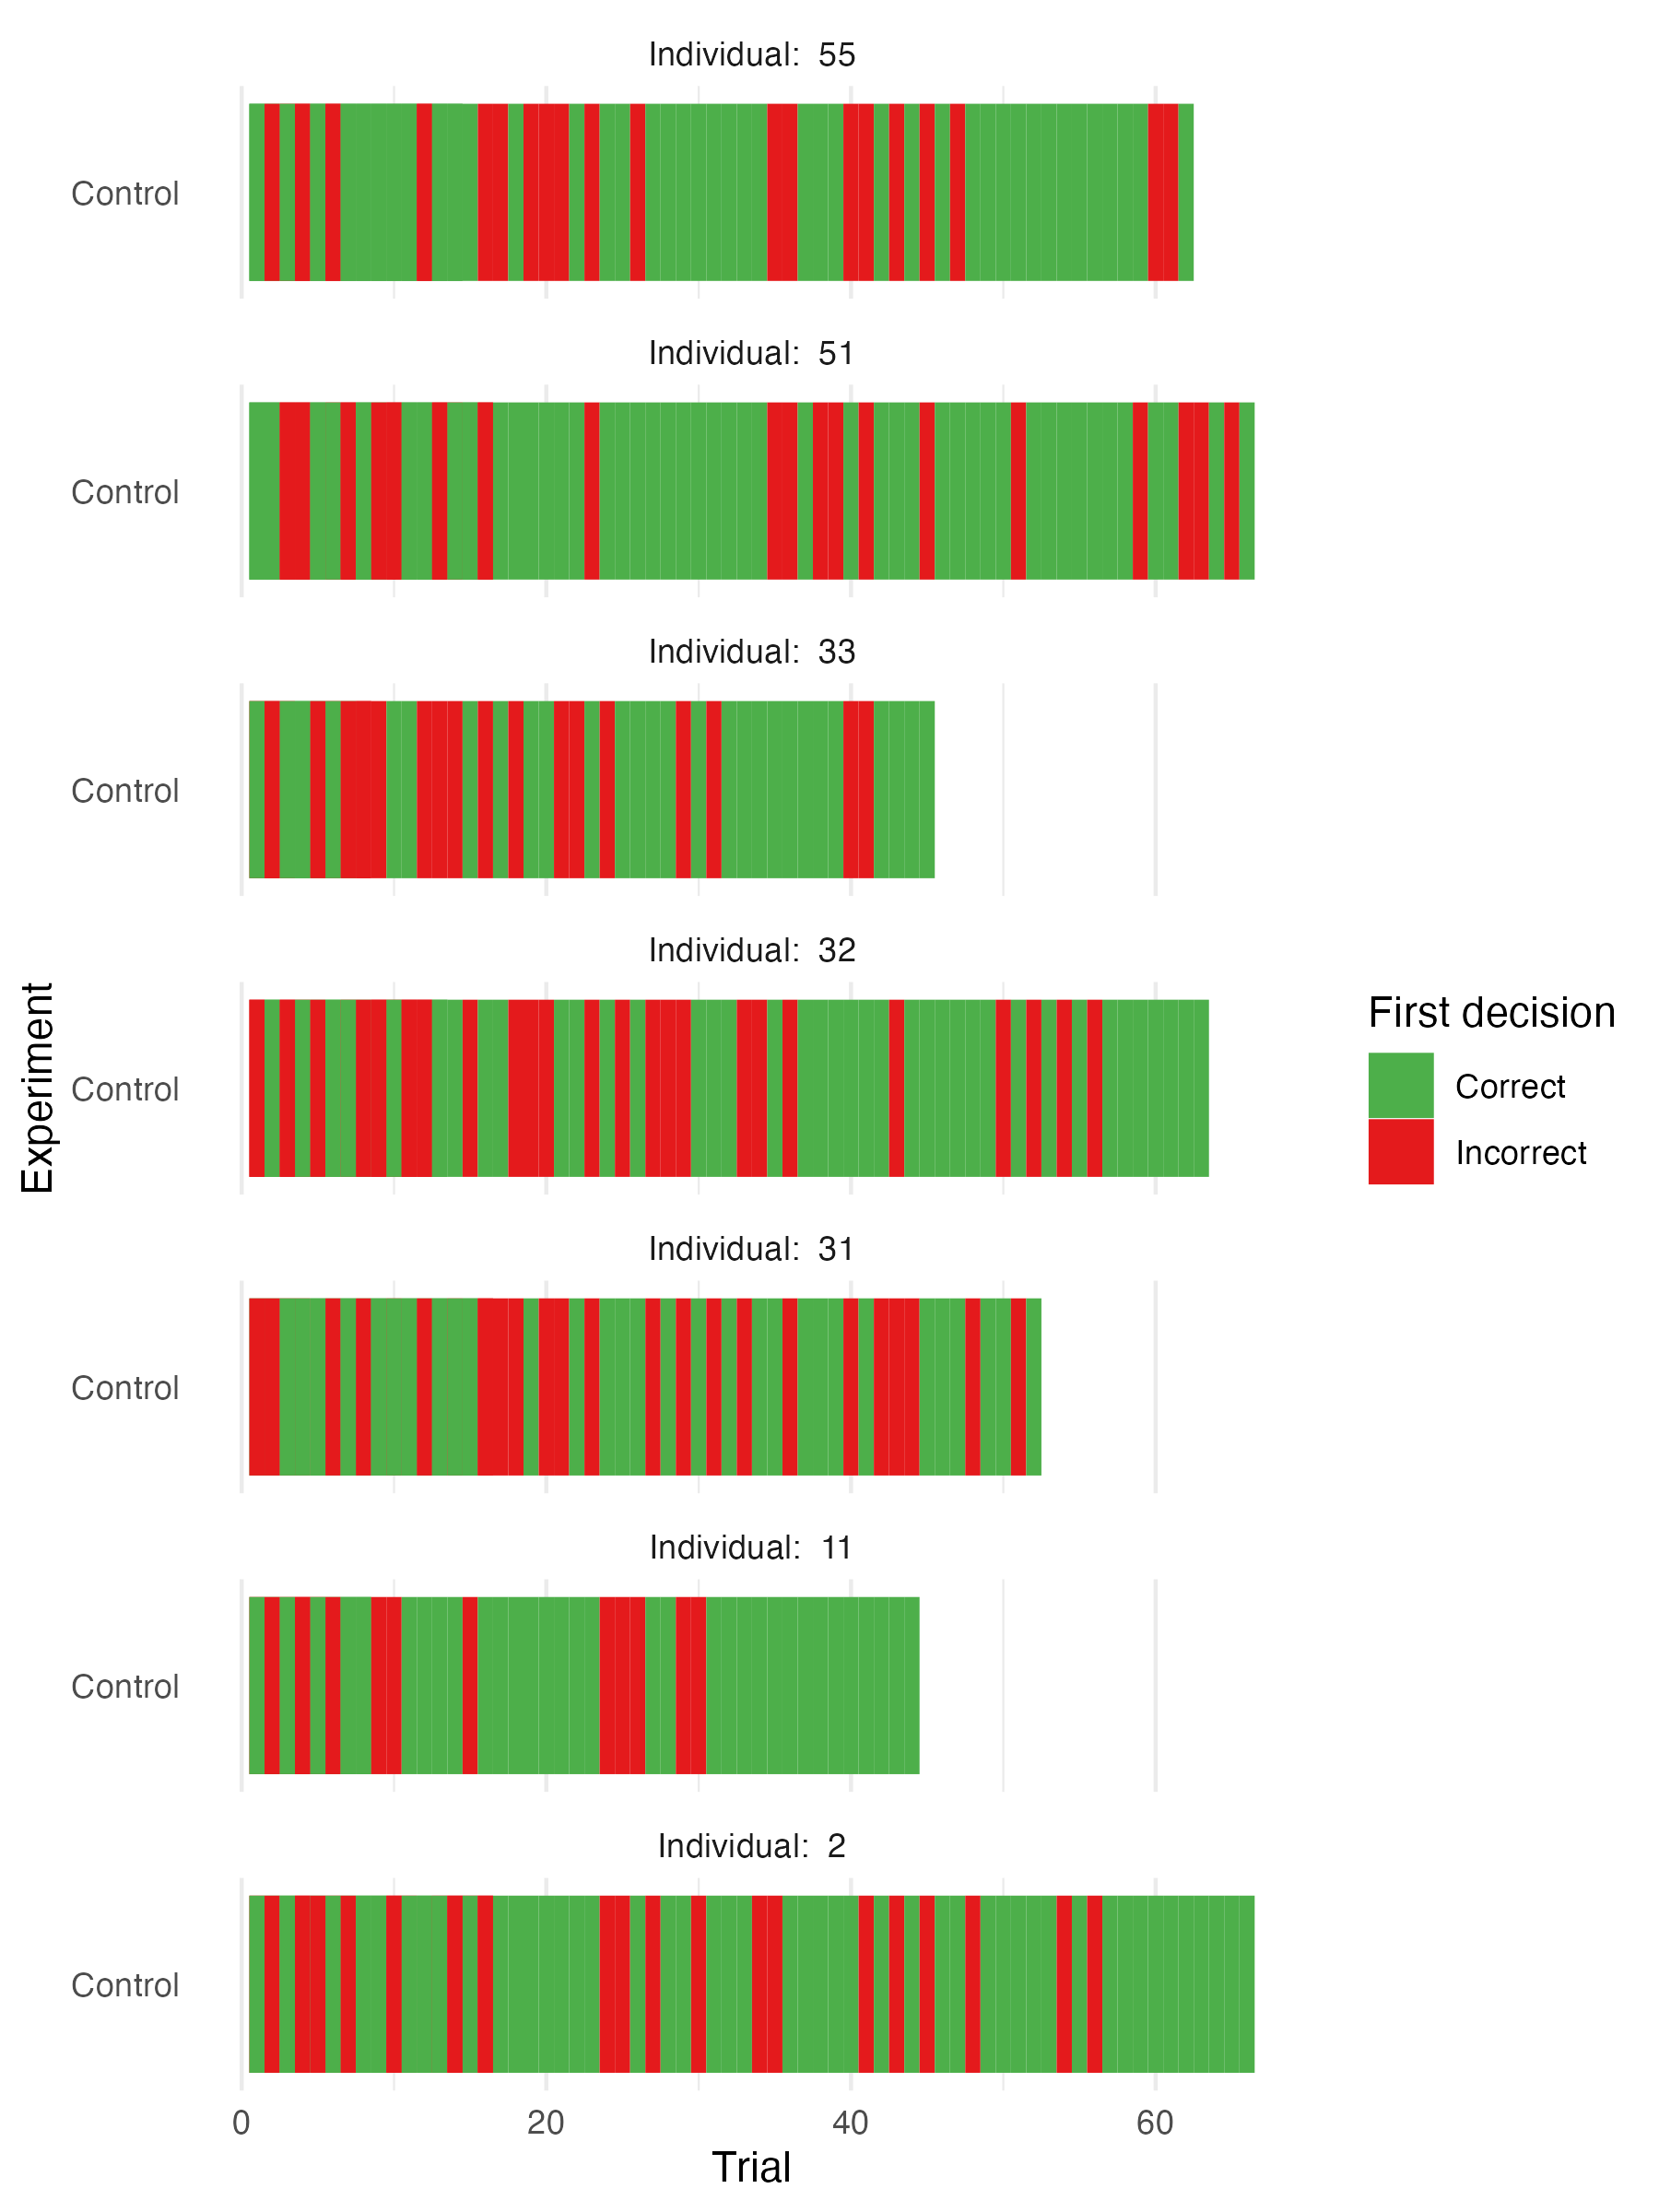 Individual: 55
Control
Individual: 51
Control
Individual: 33
Control
Individual: 32
Control
Individual: 31
Control
Individual: 11
Control
Individual: 2
Control
0 20 40 60
Trial
Experiment
First decision
Correct
Incorrect